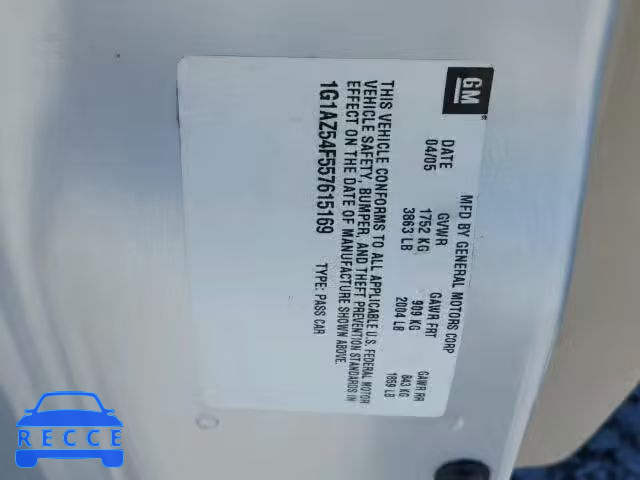 GM
MFD BY GENERAL MOTORS CORP
DATE GVWR GAWR FRT GAWR RR
04/05 1752 KG 909 KG 843 KG
3863 LB 2004 LB 1859 LB
THIS VEHICLE CONFORMS TO ALL APPLICABLE U.S. FEDERAL MOTOR
VEHICLE SAFETY, BUMPER, AND THEFT PREVENTION STANDARDS IN
EFFECT ON THE DATE OF MANUFACTURE SHOWN ABOVE.
1G1AZ54F557615169 TYPE: PASS CAR
RECCE